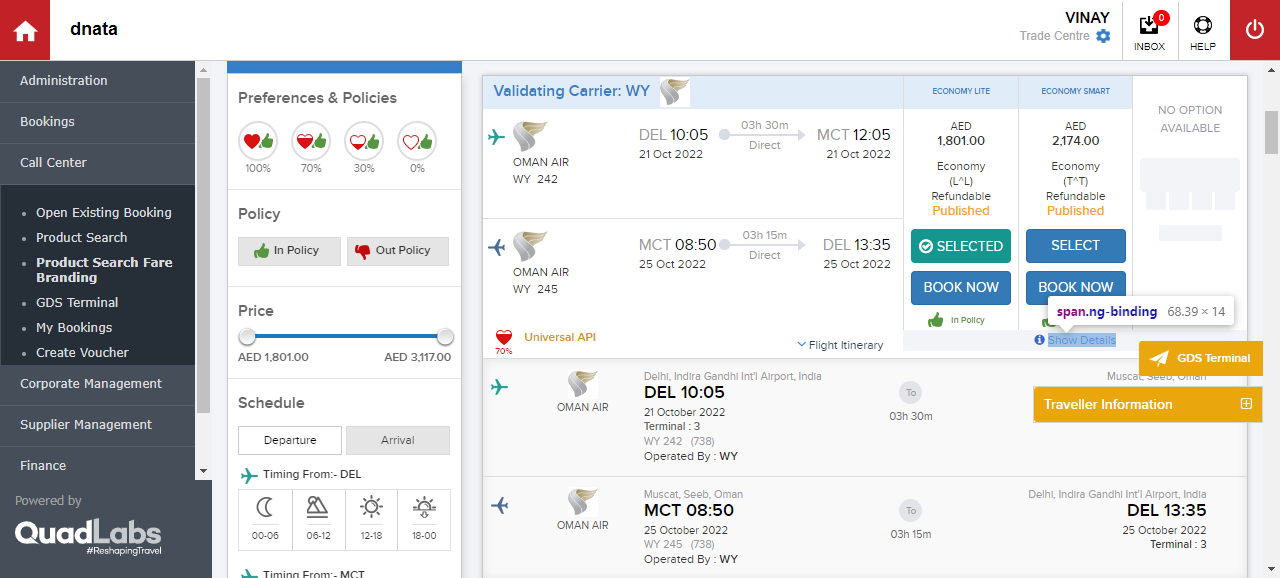 dnata
VINAY
Trade Centre
0
INBOX
HELP
Administration
Bookings
Call Center
Open Existing Booking
Product Search
Product Search Fare
Branding
GDS Terminal
My Bookings
Create Voucher
Corporate Management
Supplier Management
Finance
Powered by
QuadLabs
#ReshapingTravel
Preferences & Policies
100% 70% 30% 0%
Policy
In Policy Out Policy
Price
AED 1,801.00 AED 3,117.00
Schedule
Departure Arrival
Timing From:- DEL
00-06 06-12 12-18 18-00
Timing From:- MCT
Validating Carrier: WY
ECONOMY LITE ECONOMY SMART
OMAN AIR
WY 242
DEL 10:05 03h 30m MCT 12:05
21 Oct 2022 Direct 21 Oct 2022
OMAN AIR
WY 245
MCT 08:50 03h 15m DEL 13:35
25 Oct 2022 Direct 25 Oct 2022
AED
1,801.00
Economy
(L^L)
Refundable
Published
SELECTED
BOOK NOW
In Policy
AED
2,174.00
Economy
(T^T)
Refundable
Published
SELECT
BOOK NOW
NO OPTION
AVAILABLE
span.ng-binding 68.39 × 14
70%
Universal API
Flight Itinerary
Show Details
GDS Terminal
Traveller Information
OMAN AIR
Delhi, Indira Gandhi Int'l Airport, India
DEL 10:05
21 October 2022
Terminal : 3
WY 242 (738)
Operated By : WY
To
03h 30m
Muscat, Seeb, Oman
OMAN AIR
Muscat, Seeb, Oman
MCT 08:50
25 October 2022
WY 245 (738)
Operated By : WY
To
03h 15m
Delhi, Indira Gandhi Int'l Airport, India
DEL 13:35
25 October 2022
Terminal : 3